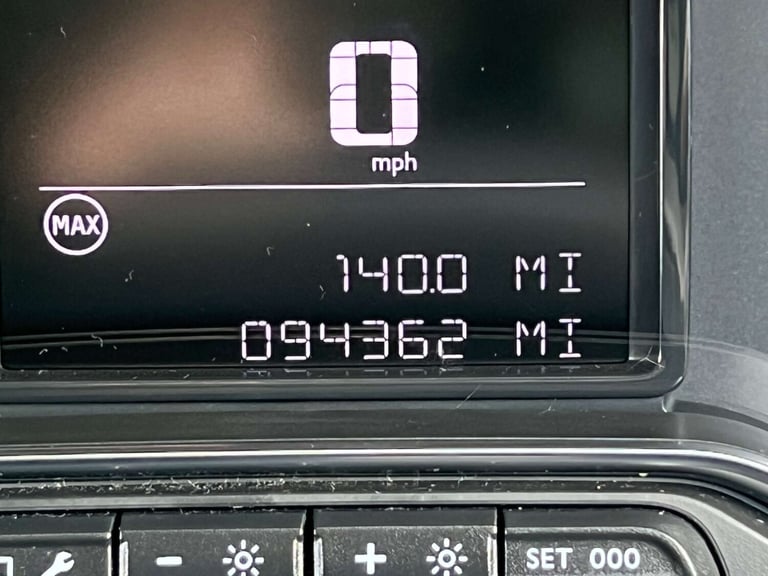 0
mph
MAX
140.0 MI
094362 MI
- + SET 000